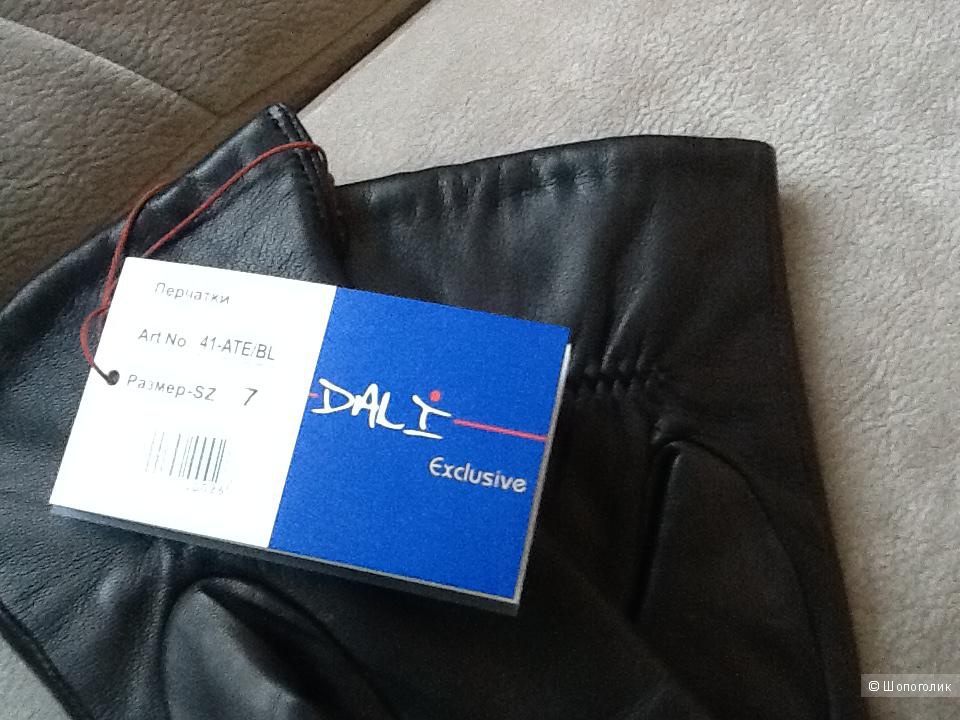 Перчатки
Art No 41-ATE/BL
Размер-SZ 7
DALI
Exclusive
© Шопоголик